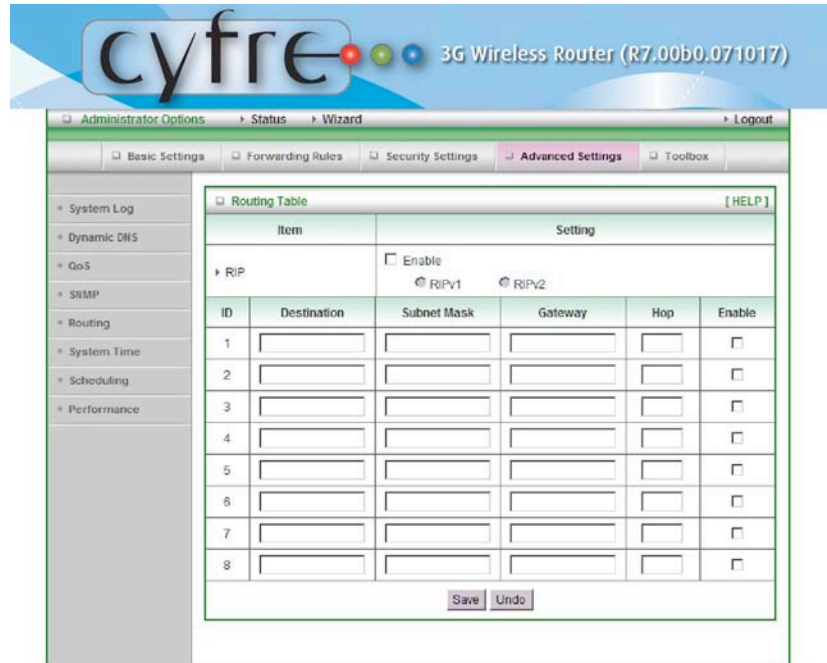 cyfre
3G Wireless Router (R7.00b0.071017)
Administrator Options Status Wizard Logout
Basic Settings Forwarding Rules Security Settings Advanced Settings Toolbox
System Log
Dynamic DNS
QoS
SNMP
Routing
System Time
Scheduling
Performance
Routing Table [ HELP ]
Item Setting
RIP Enable
RIPv1 RIPv2
ID Destination Subnet Mask Gateway Hop Enable
1
2
3
4
5
6
7
8
Save Undo